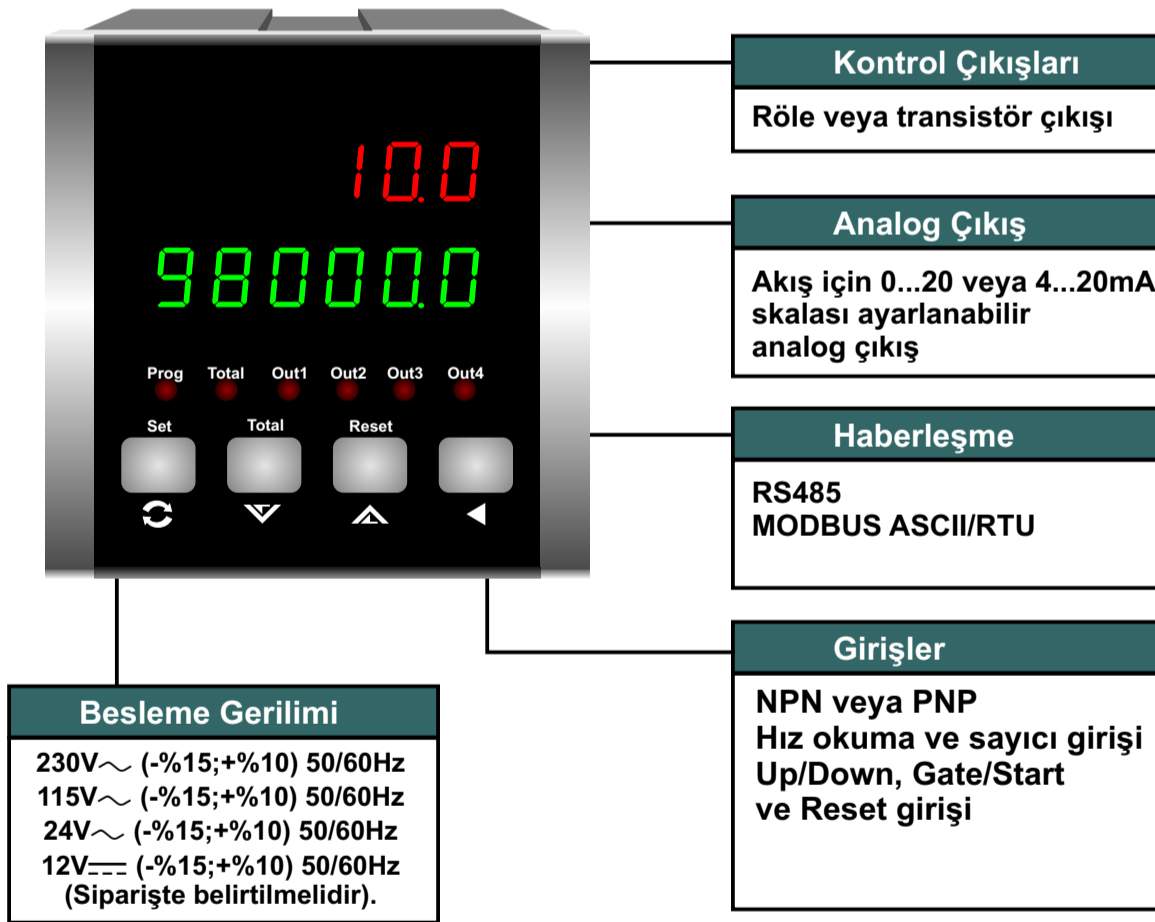 10.0
98000.0
Prog Total Out1 Out2 Out3 Out4
Set Total Reset
Kontrol Çıkışları
Röle veya transistör çıkışı
Analog Çıkış
Akış için 0...20 veya 4...20mA
skalası ayarlanabilir
analog çıkış
Haberleşme
RS485
MODBUS ASCII/RTU
Girişler
NPN veya PNP
Hız okuma ve sayıcı girişi
Up/Down, Gate/Start
ve Reset girişi
Besleme Gerilimi
230V～ (-%15;+%10) 50/60Hz
115V～ (-%15;+%10) 50/60Hz
24V～ (-%15;+%10) 50/60Hz
12V⎓ (-%15;+%10) 50/60Hz
(Siparişte belirtilmelidir).